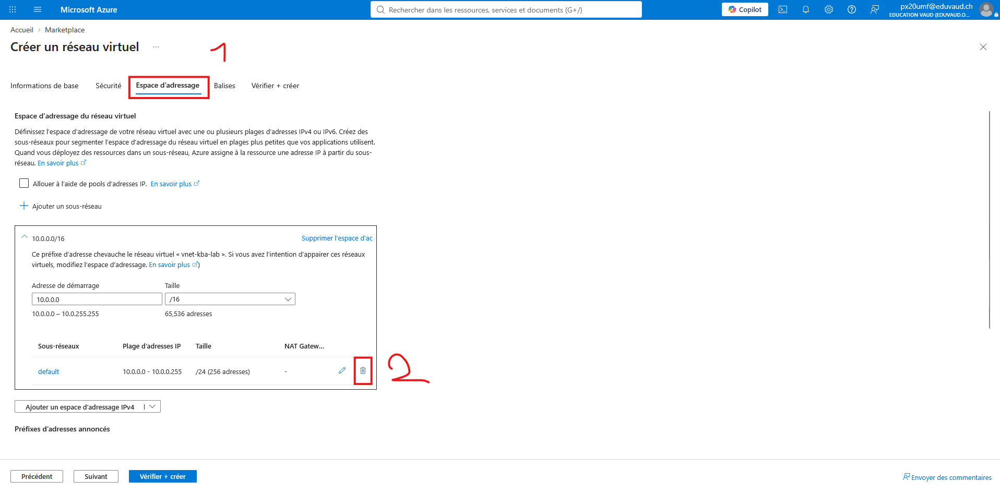 Microsoft Azure
Rechercher dans les ressources, services et documents (G+/)
Copilot
px20umf@eduvaud.ch
EDUCATION VAUD (EDUVAUD.O...
Accueil > Marketplace
Créer un réseau virtuel ...
1
Informations de base Sécurité Espace d'adressage Balises Vérifier + créer
Espace d'adressage du réseau virtuel
Définissez l'espace d'adressage de votre réseau virtuel avec une ou plusieurs plages d'adresses IPv4 ou IPv6. Créez des
sous-réseaux pour segmenter l'espace d'adressage du réseau virtuel en plages plus petites que vos applications utilisent.
Quand vous déployez des ressources dans un sous-réseau, Azure assigne à la ressource une adresse IP à partir du sous-
réseau. En savoir plus
Allouer à l'aide de pools d'adresses IP. En savoir plus
Ajouter un sous-réseau
10.0.0.0/16 Supprimer l'espace d'ac
Ce préfixe d'adresse chevauche le réseau virtuel « vnet-kba-lab ». Si vous avez l'intention d'appairer ces réseaux
virtuels, modifiez l'espace d'adressage. En savoir plus )
Adresse de démarrage Taille
10.0.0.0 /16
10.0.0.0 – 10.0.255.255 65,536 adresses
Sous-réseaux Plage d'adresses IP Taille NAT Gatew...
default 10.0.0.0 - 10.0.0.255 /24 (256 adresses) -
2
Ajouter un espace d'adressage IPv4 |
Préfixes d'adresses annoncés
Précédent Suivant Vérifier + créer
Envoyer des commentaires